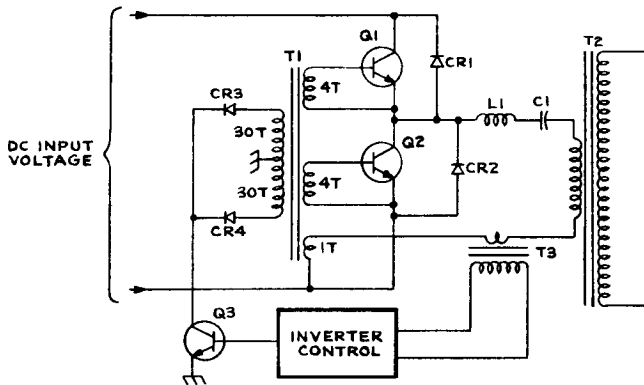 Q1
T1
T2
CR1
CR3
4T
L1
C1
30T
Q2
DC INPUT
VOLTAGE
CR2
30T
4T
CR4
1T
T3
Q3
INVERTER
CONTROL